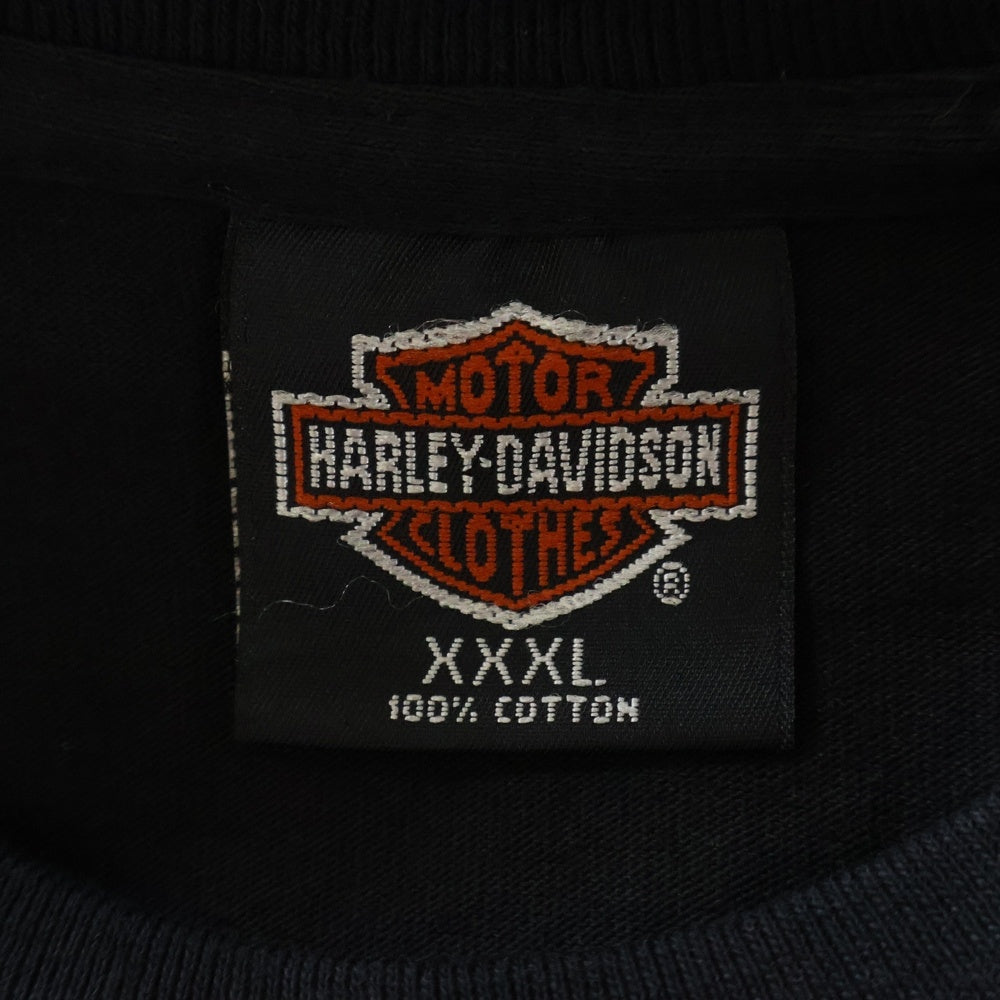 MOTOR
HARLEY-DAVIDSON
CLOTHES
®
XXXL
100% COTTON